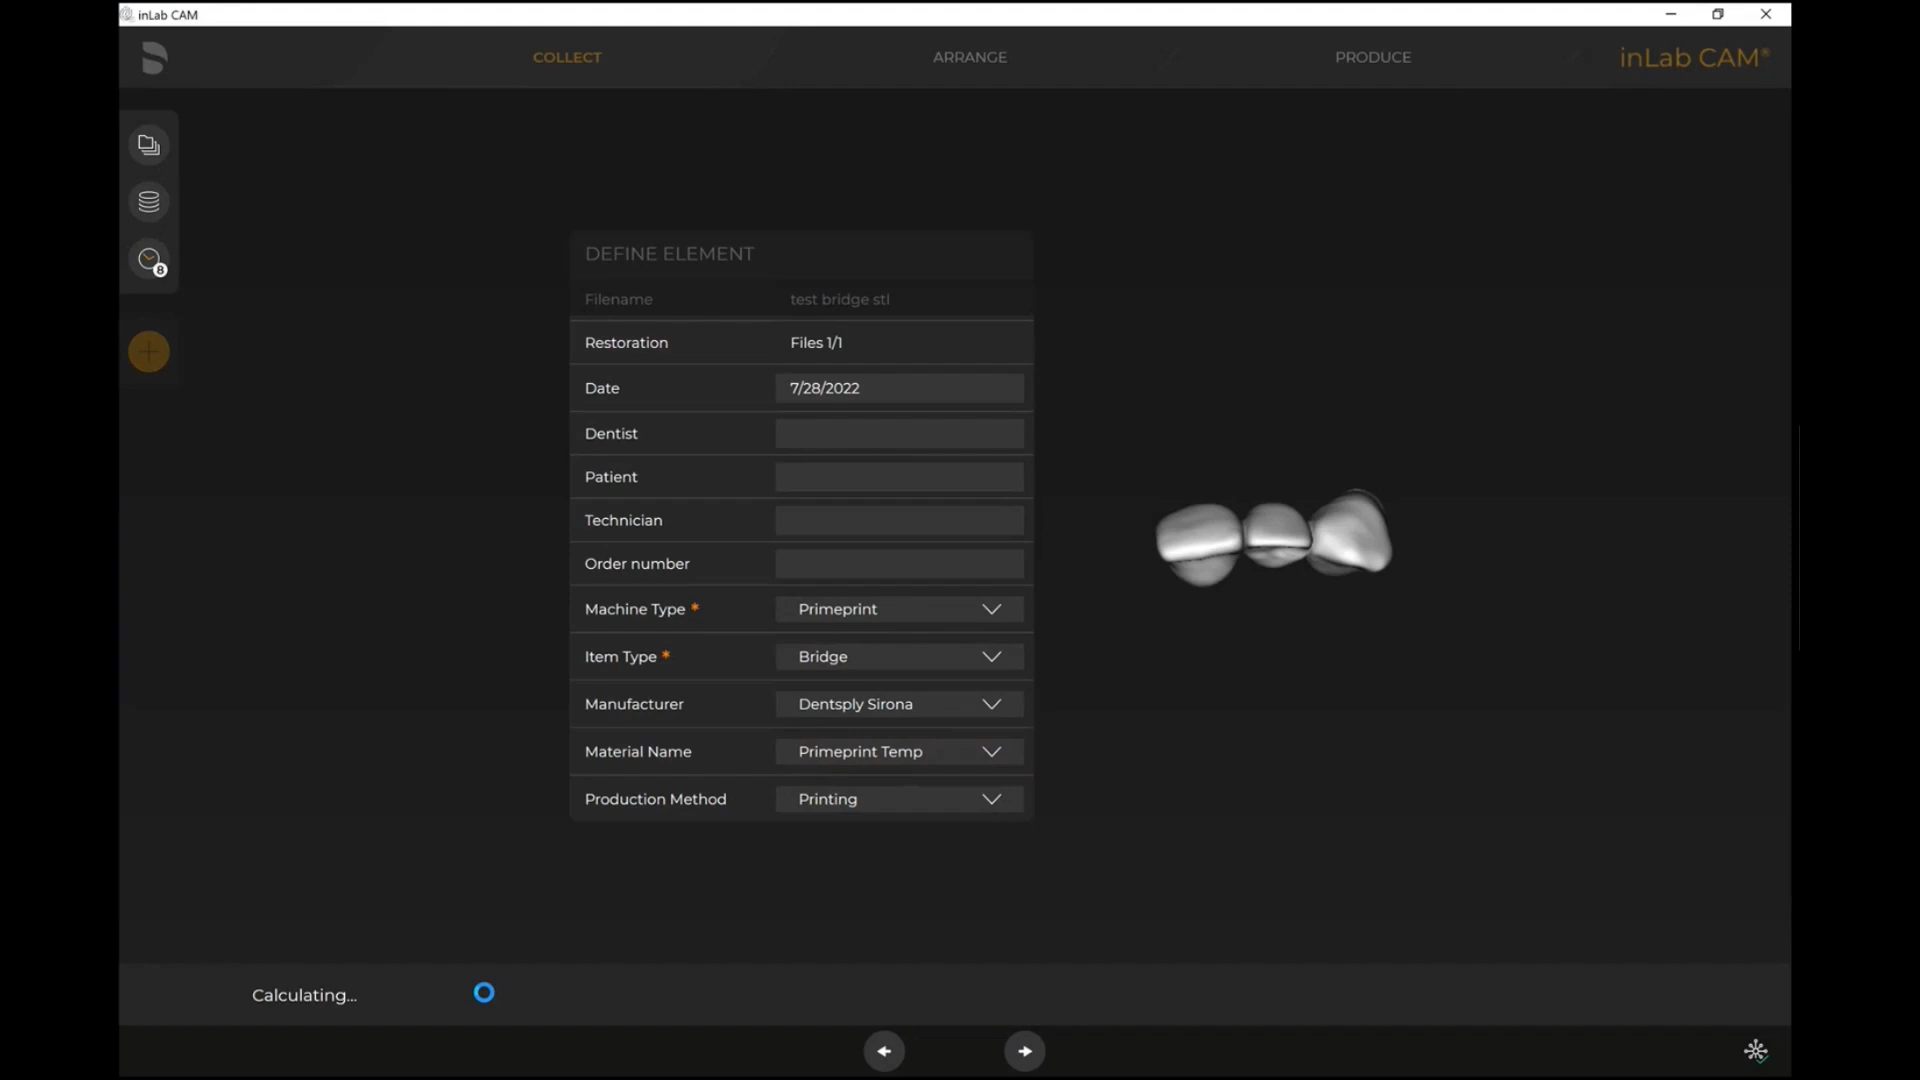 inLab CAM
COLLECT
ARRANGE
PRODUCE
inLab CAM®
8
DEFINE ELEMENT
Filename test bridge stl
Restoration Files 1/1
Date 7/28/2022
Dentist
Patient
Technician
Order number
Machine Type * Primeprint
Item Type * Bridge
Manufacturer Dentsply Sirona
Material Name Primeprint Temp
Production Method Printing
Calculating...